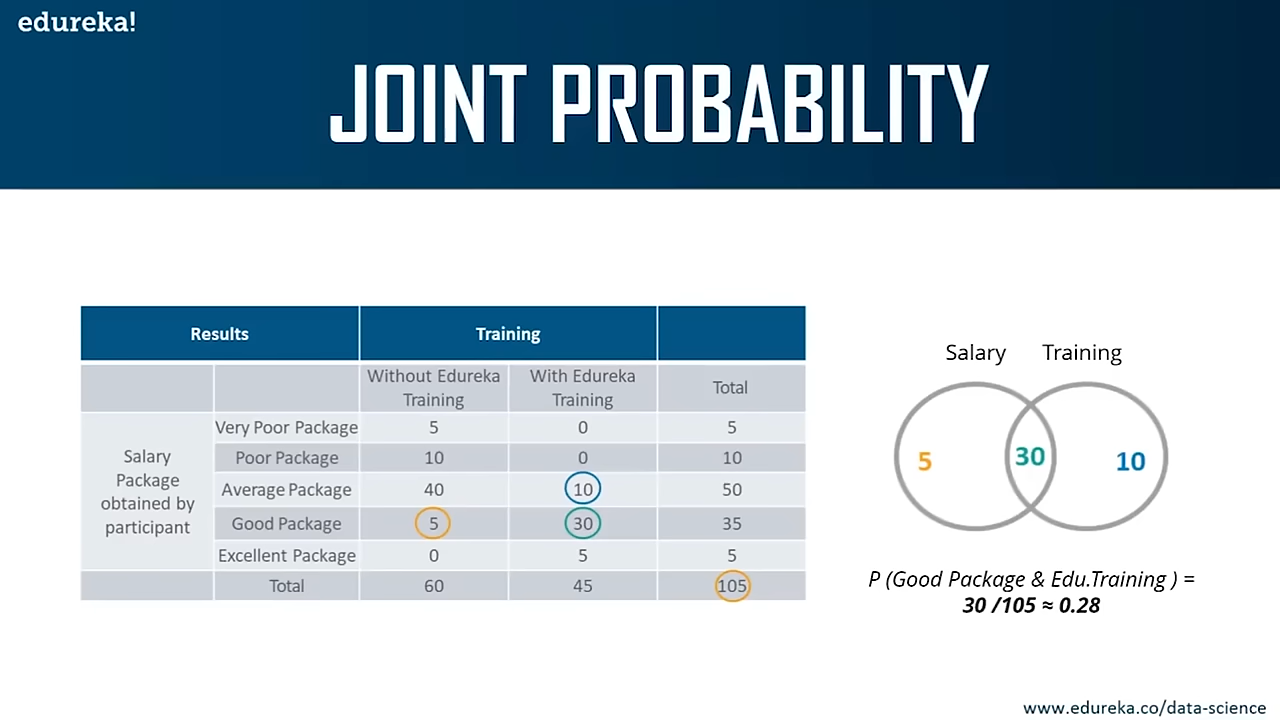 edureka!
JOINT PROBABILITY
Results Training
Without Edureka Training With Edureka Training Total
Salary Package obtained by participant
Very Poor Package 5 0 5
Poor Package 10 0 10
Average Package 40 10 50
Good Package 5 30 35
Excellent Package 0 5 5
Total 60 45 105
Salary Training
5 30 10
P (Good Package & Edu.Training ) =
30 /105 ≈ 0.28
www.edureka.co/data-science